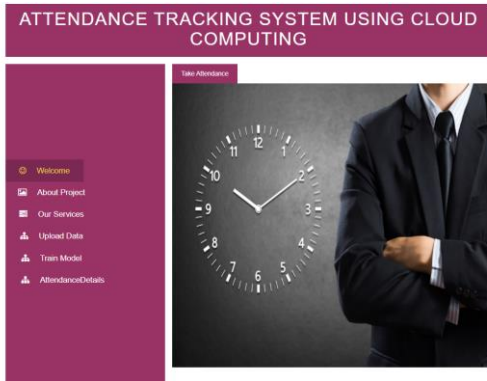 ATTENDANCE TRACKING SYSTEM USING CLOUD
COMPUTING
Take Attendance
Welcome
About Project
Our Services
Upload Data
Train Model
AttendanceDetails
12
1
2
3
4
5
6
7
8
9
10
11